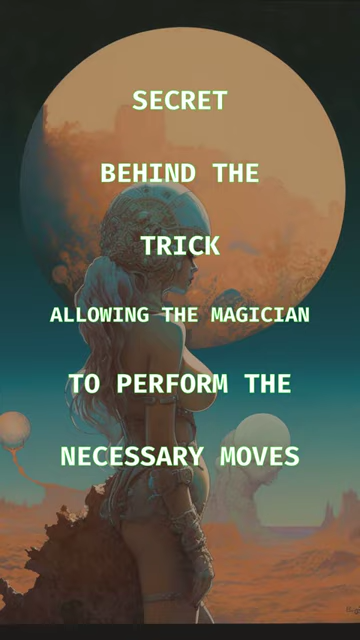 SECRET
BEHIND THE
TRICK
ALLOWING THE MAGICIAN
TO PERFORM THE
NECESSARY MOVES